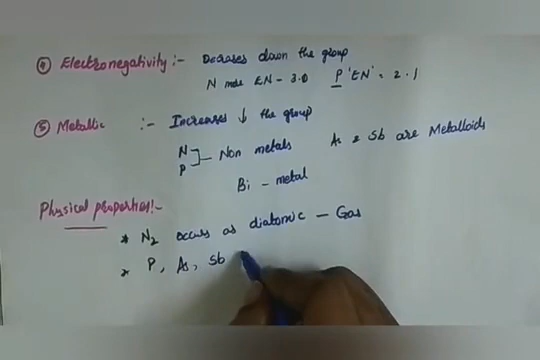 ④ Electronegativity :- Decreases down the group
N more EN - 3.0 P 'EN' = 2.1
⑤ Metallic :- Increases ↓ the group
N
P ] — Non metals As & Sb are Metalloids
Bi - metal
Physical properties:-
* N2 occurs as diatomic — Gas
* P, As, Sb